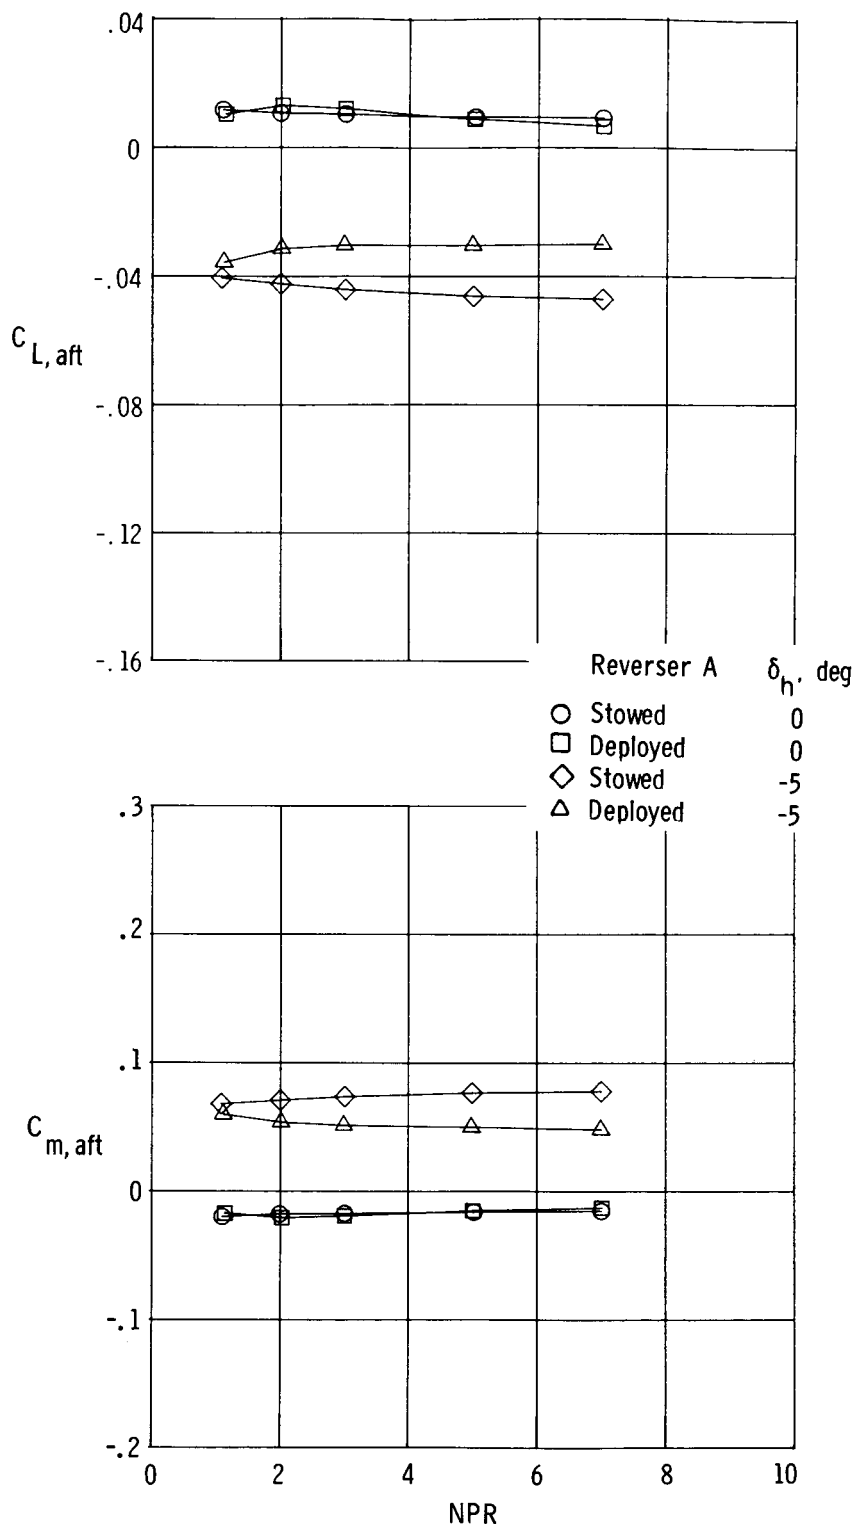 .04
0
-.04
C L, aft
-.08
-.12
-.16
Reverser A δh, deg
Stowed 0
Deployed 0
Stowed -5
Deployed -5
.3
.2
.1
C m, aft
0
-.1
-.2
0 2 4 6 8 10
NPR